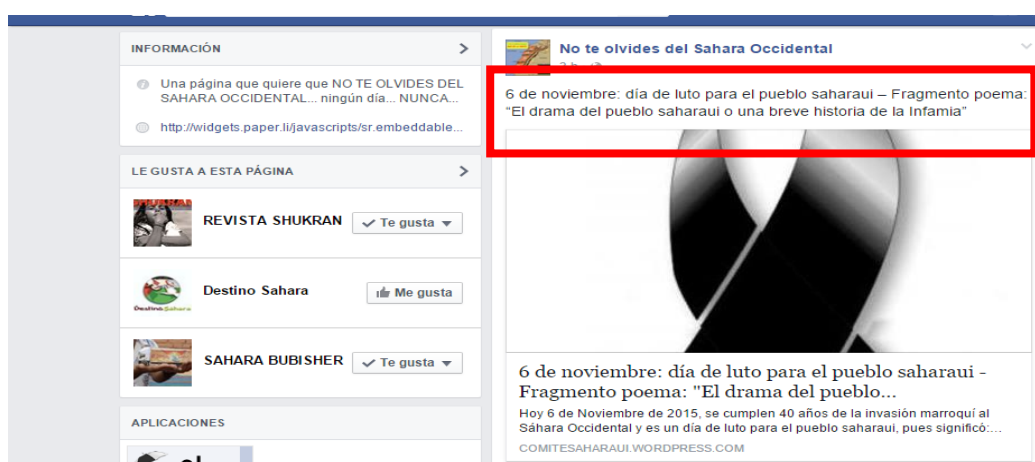 INFORMACIÓN
Una página que quiere que NO TE OLVIDES DEL
SAHARA OCCIDENTAL... ningún día... NUNCA...
http://widgets.paper.li/javascripts/sr.embeddable...
LE GUSTA A ESTA PÁGINA
REVISTA SHUKRAN
Te gusta
Destino Sahara
Me gusta
SAHARA BUBISHER
Te gusta
APLICACIONES
No te olvides del Sahara Occidental
6 de noviembre: día de luto para el pueblo saharaui – Fragmento poema:
“El drama del pueblo saharaui o una breve historia de la Infamia”
6 de noviembre: día de luto para el pueblo saharaui -
Fragmento poema: "El drama del pueblo...
Hoy 6 de Noviembre de 2015, se cumplen 40 años de la invasión marroquí al
Sáhara Occidental y es un día de luto para el pueblo saharaui, pues significó:...
COMITESAHARAUI.WORDPRESS.COM